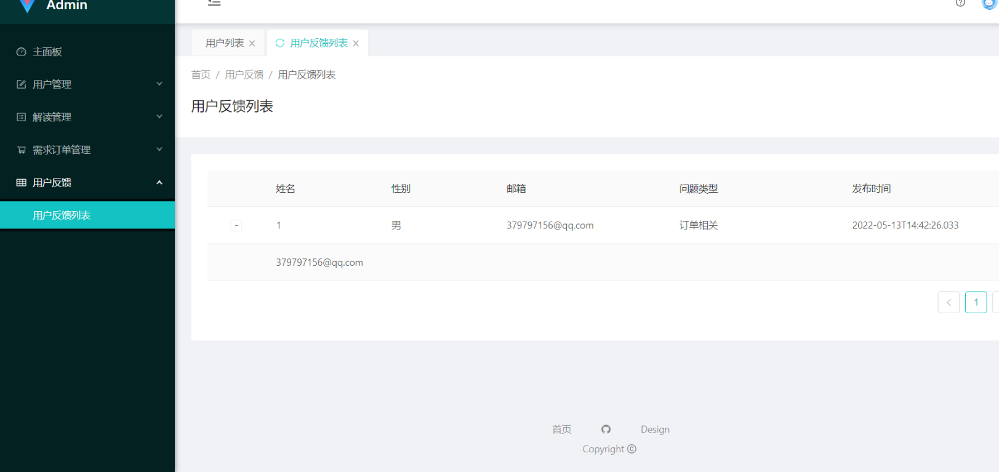 Admin
主面板
用户管理
解读管理
需求订单管理
用户反馈
用户反馈列表
用户列表 用户反馈列表
首页 / 用户反馈 / 用户反馈列表
用户反馈列表
姓名 性别 邮箱 问题类型 发布时间
- 1 男 379797156@qq.com 订单相关 2022-05-13T14:42:26.033
379797156@qq.com
< 1
首页 Design
Copyright ©